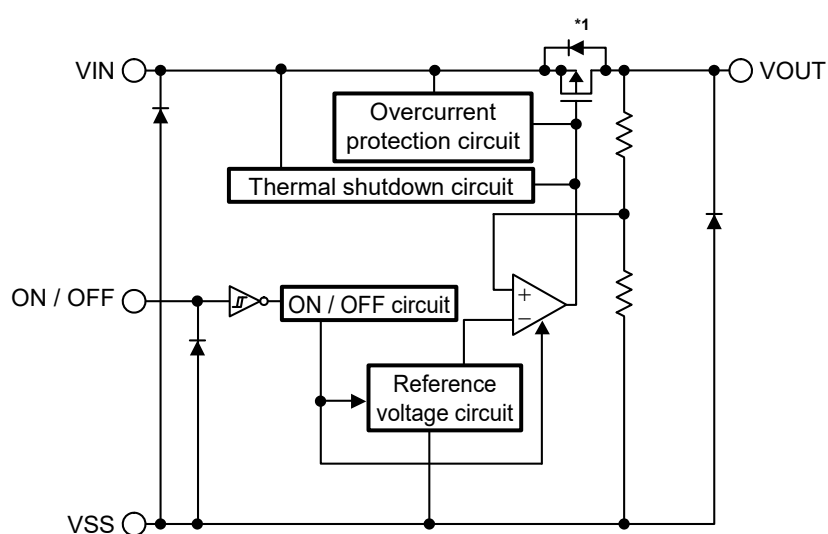 *1
VIN
VOUT
Overcurrent
protection circuit
Thermal shutdown circuit
ON / OFF
ON / OFF circuit
+
−
Reference
voltage circuit
VSS